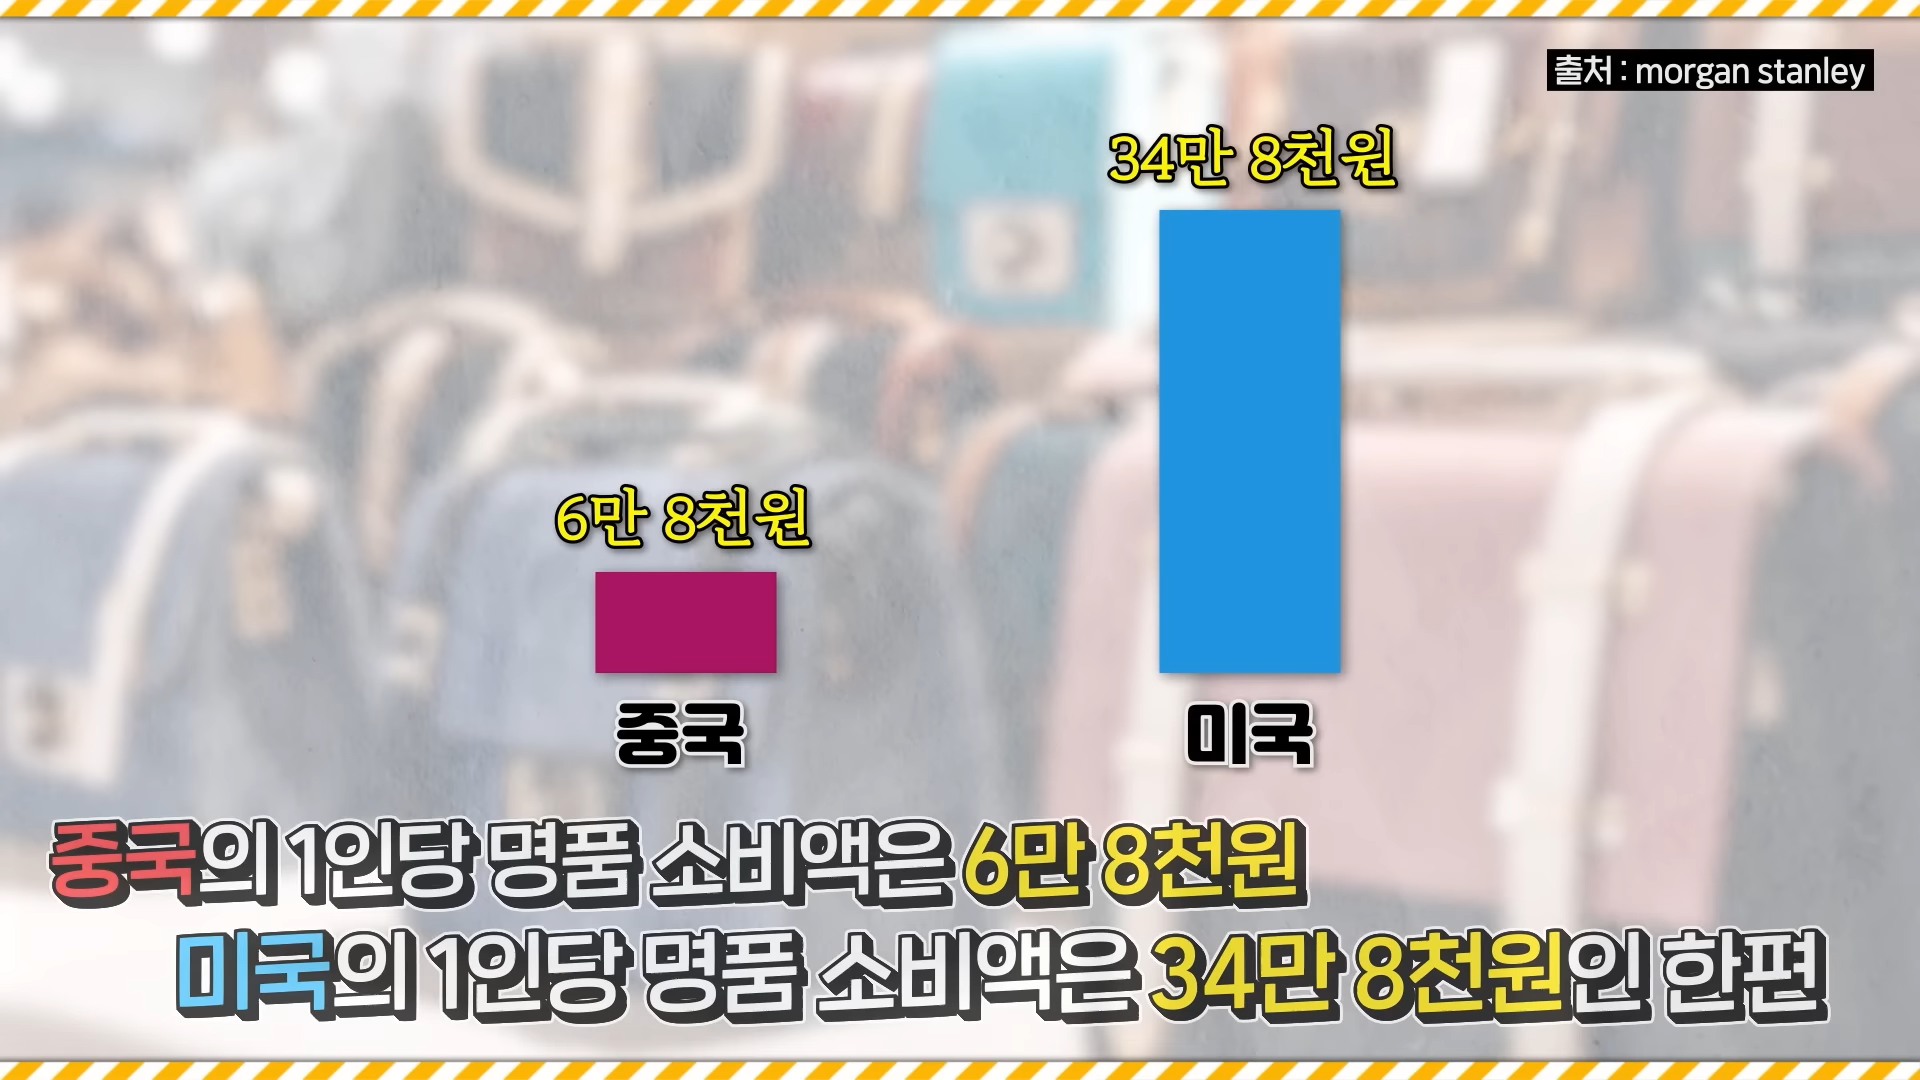 출처 : morgan stanley
34만 8천원
6만 8천원
중국
미국
중국의 1인당 명품 소비액은 6만 8천원
미국의 1인당 명품 소비액은 34만 8천원인 한편